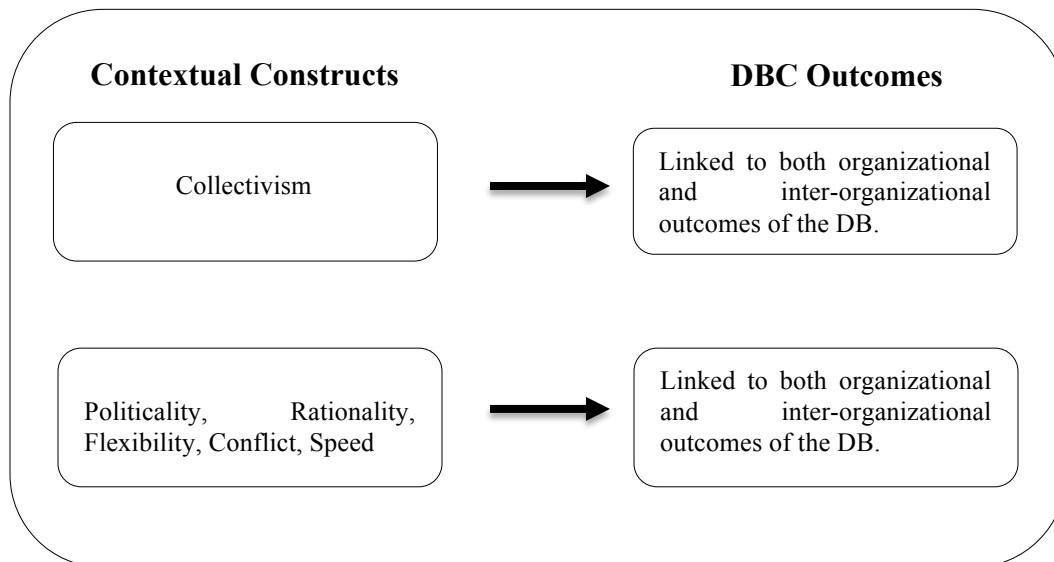 Contextual Constructs
DBC Outcomes
Collectivism
Linked to both organizational
and inter-organizational
outcomes of the DB.
Politicality, Rationality,
Flexibility, Conflict, Speed
Linked to both organizational
and inter-organizational
outcomes of the DB.